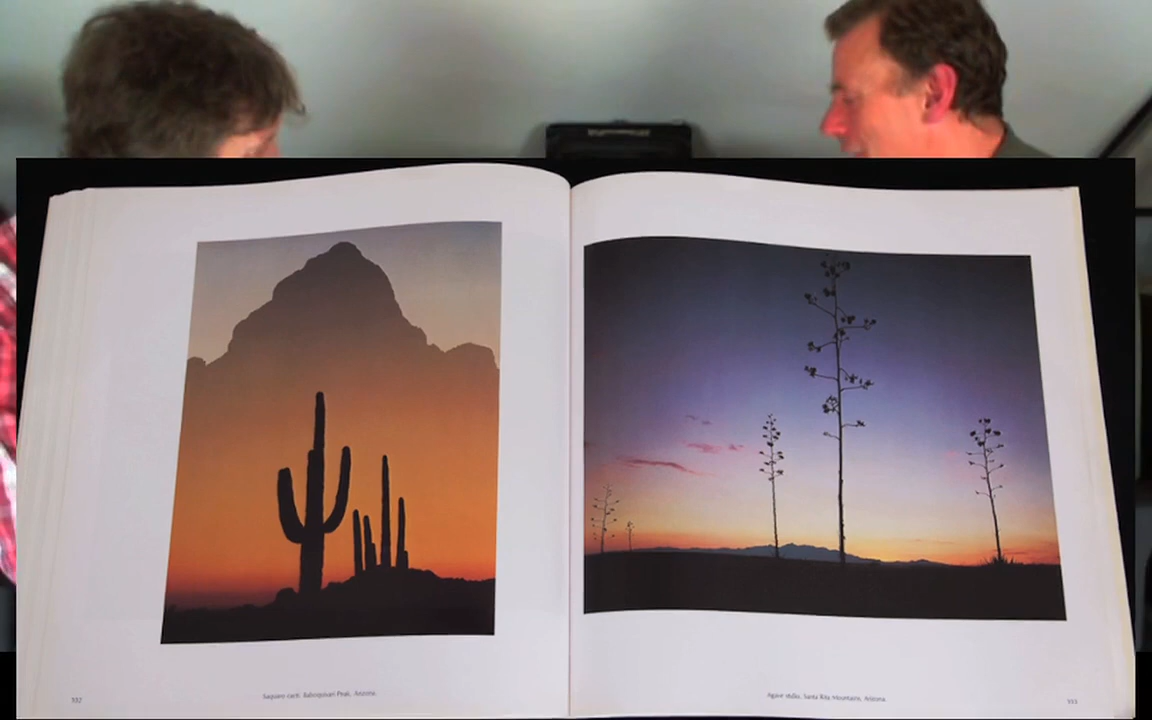 Saguaro cacti, Baboquivari Peak, Arizona.
Agave stalks, Santa Rita Mountains, Arizona.